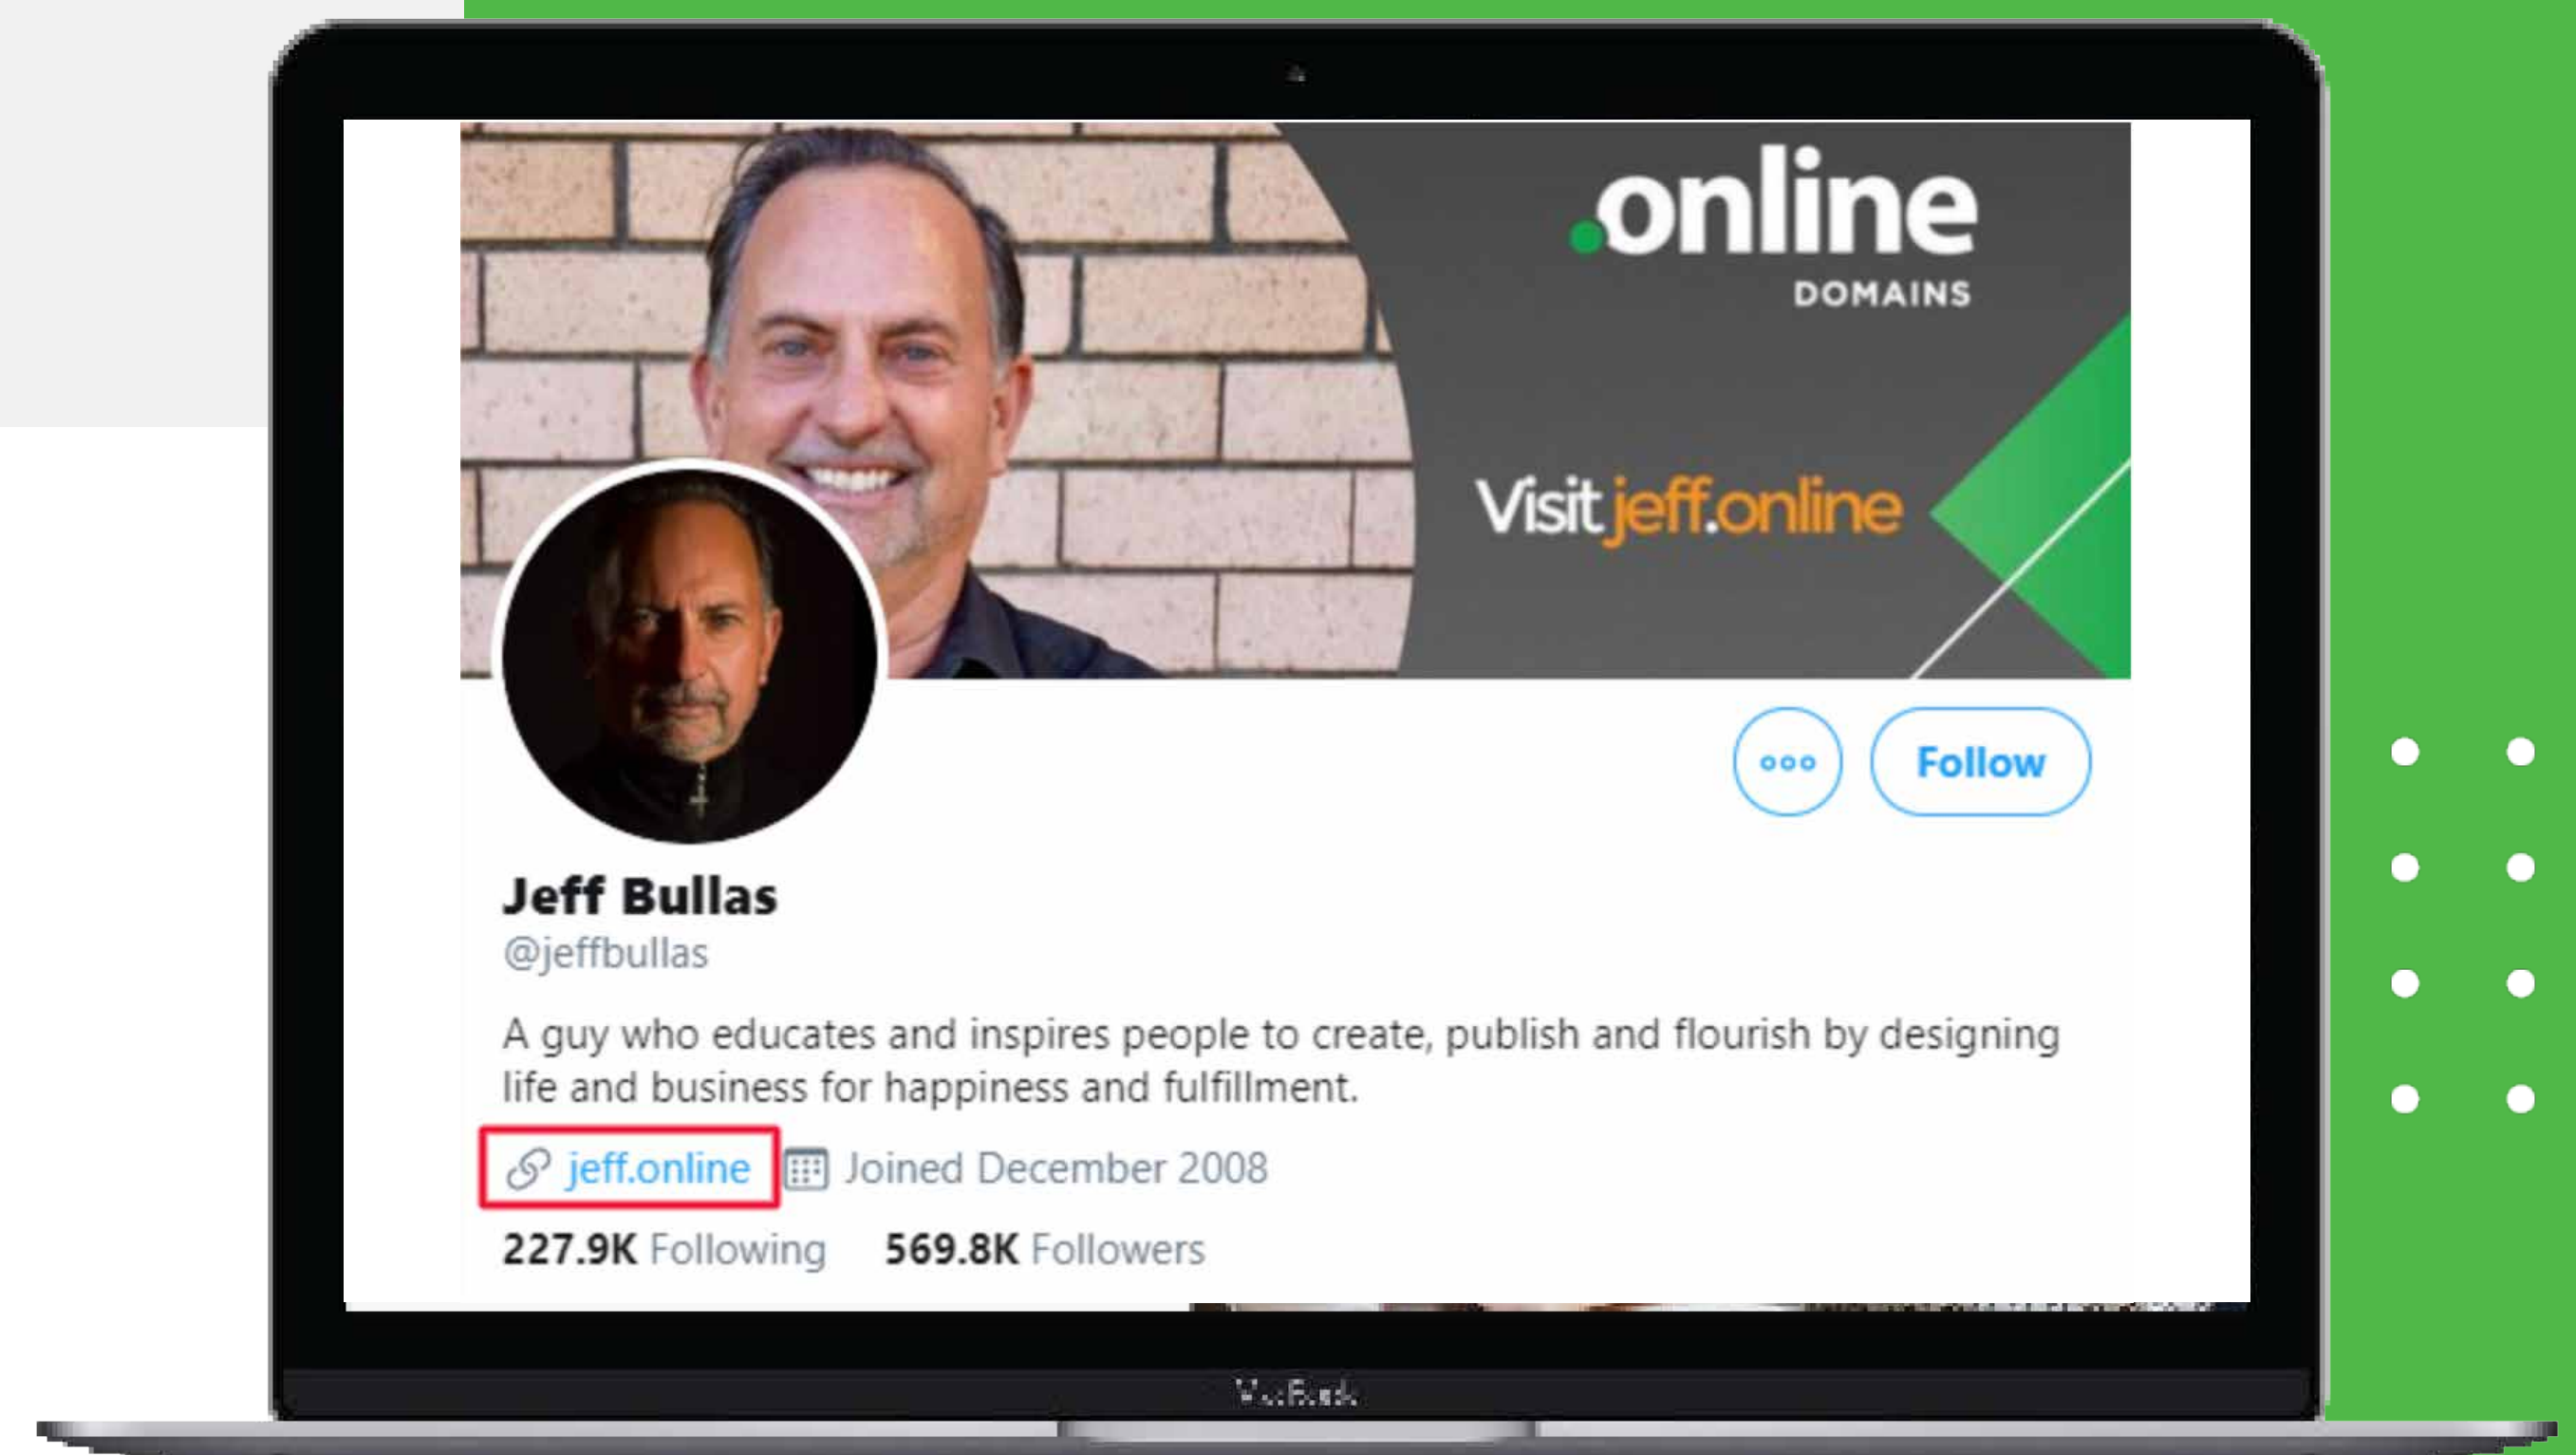 .online
DOMAINS
Visit jeff.online
Follow
Jeff Bullas
@jeffbullas
A guy who educates and inspires people to create, publish and flourish by designing
life and business for happiness and fulfillment.
jeff.online Joined December 2008
227.9K Following 569.8K Followers